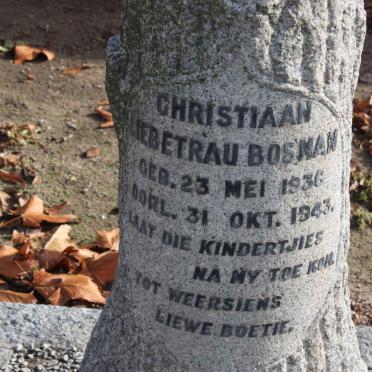 CHRISTIAAN
LIEBETRAU BOSMAN
GEB. 23 MEI 1936
OORL. 31 OKT. 1943.
LAAT DIE KINDERTJIES
NA MY TOE KOM.
TOT WEERSIENS
LIEWE BOETIE.